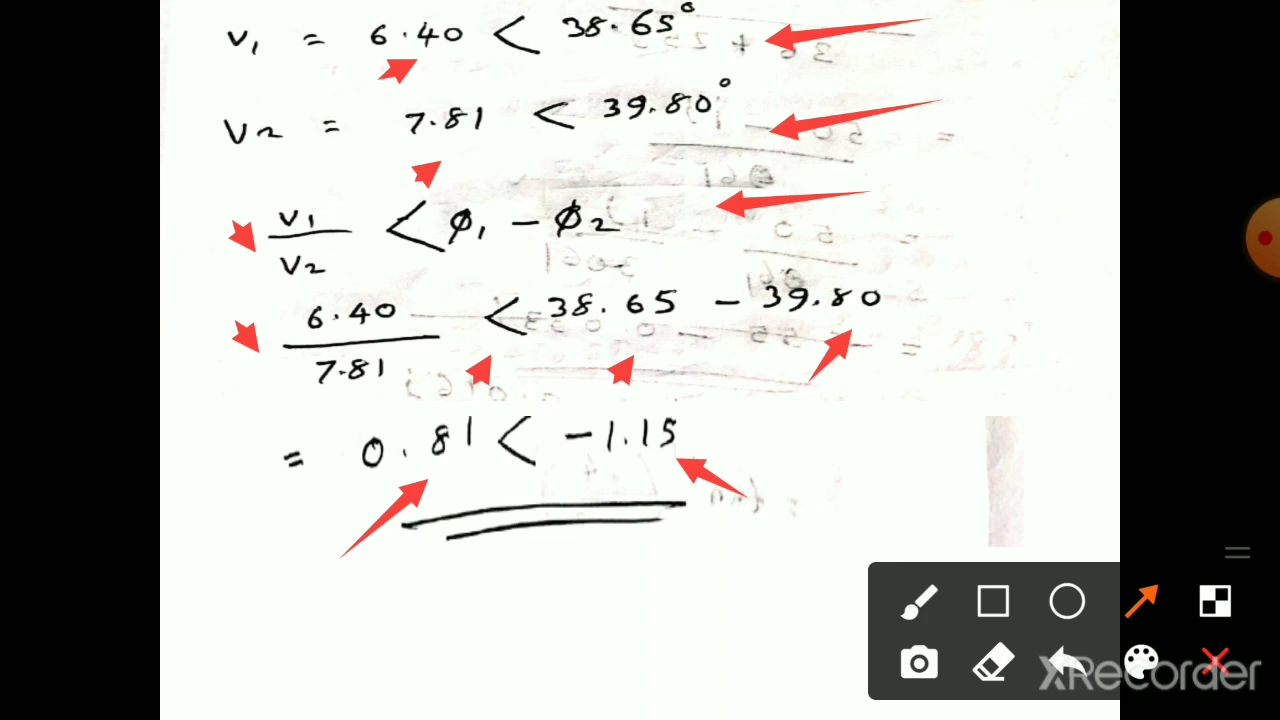 V1 = 6.40 < 38.65°
V2 = 7.81 < 39.80°
V1
V2
< φ1 - φ2
6.40
7.81
< 38.65 - 39.80
= 0.81 < -1.15
XRecorder